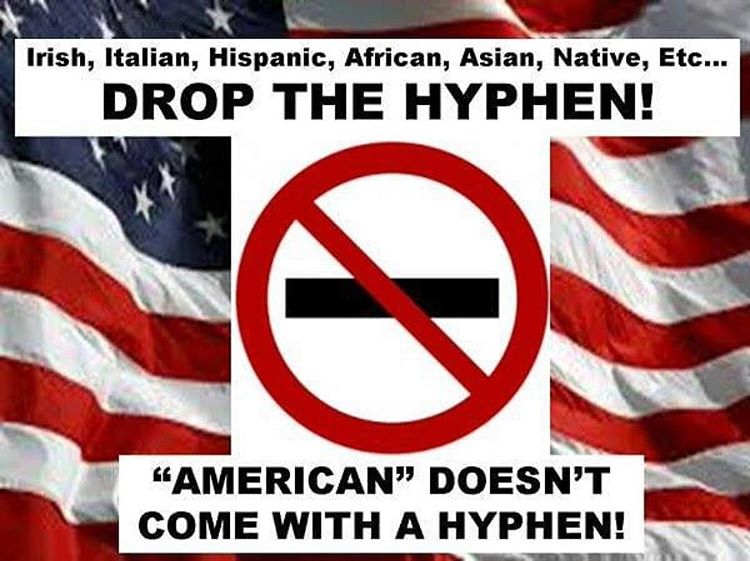 Irish, Italian, Hispanic, African, Asian, Native, Etc...
DROP THE HYPHEN!
“AMERICAN” DOESN’T
COME WITH A HYPHEN!